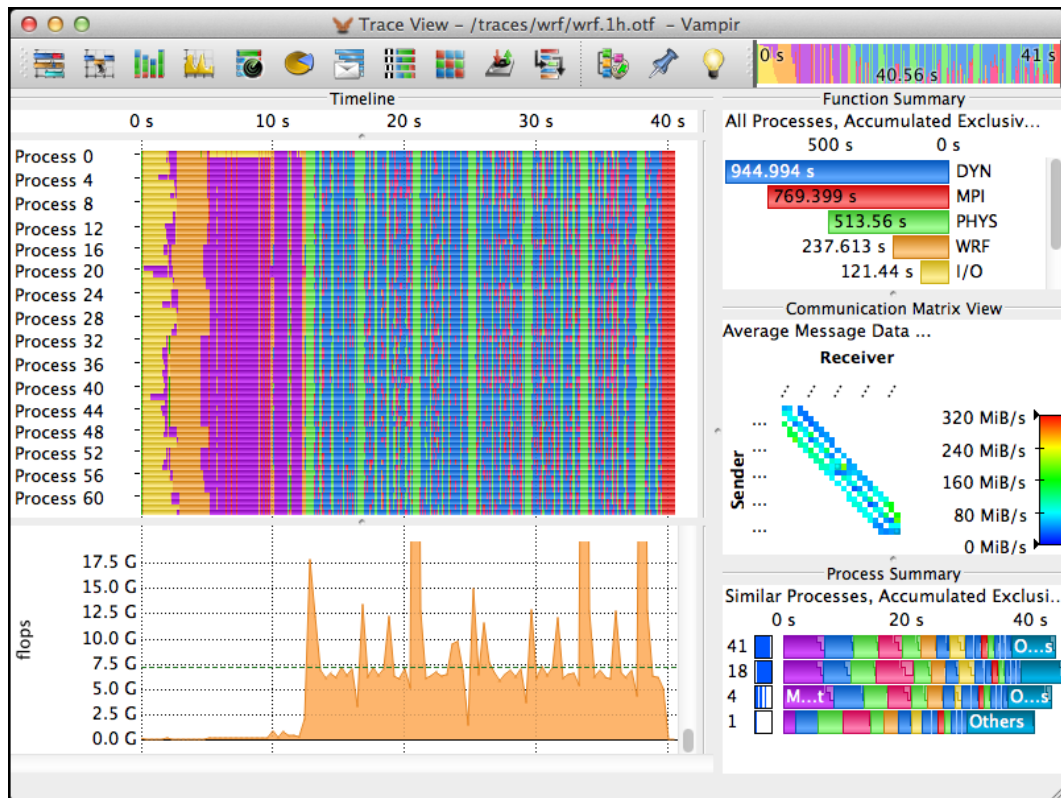 Trace View – /traces/wrf/wrf.1h.otf – Vampir
0 s 41 s
40.56 s
Timeline
0 s 10 s 20 s 30 s 40 s
Process 0
Process 4
Process 8
Process 12
Process 16
Process 20
Process 24
Process 28
Process 32
Process 36
Process 40
Process 44
Process 48
Process 52
Process 56
Process 60
flops
17.5 G
15.0 G
12.5 G
10.0 G
7.5 G
5.0 G
2.5 G
0.0 G
Function Summary
All Processes, Accumulated Exclusiv...
500 s 0 s
944.994 s DYN
769.399 s MPI
513.56 s PHYS
237.613 s WRF
121.44 s I/O
Communication Matrix View
Average Message Data ...
Receiver
Sender
... 
...
...
...
...
320 MiB/s
240 MiB/s
160 MiB/s
80 MiB/s
0 MiB/s
Process Summary
Similar Processes, Accumulated Exclusi...
0 s 20 s 40 s
41 O...s
18
4 M...t O...s
1 Others